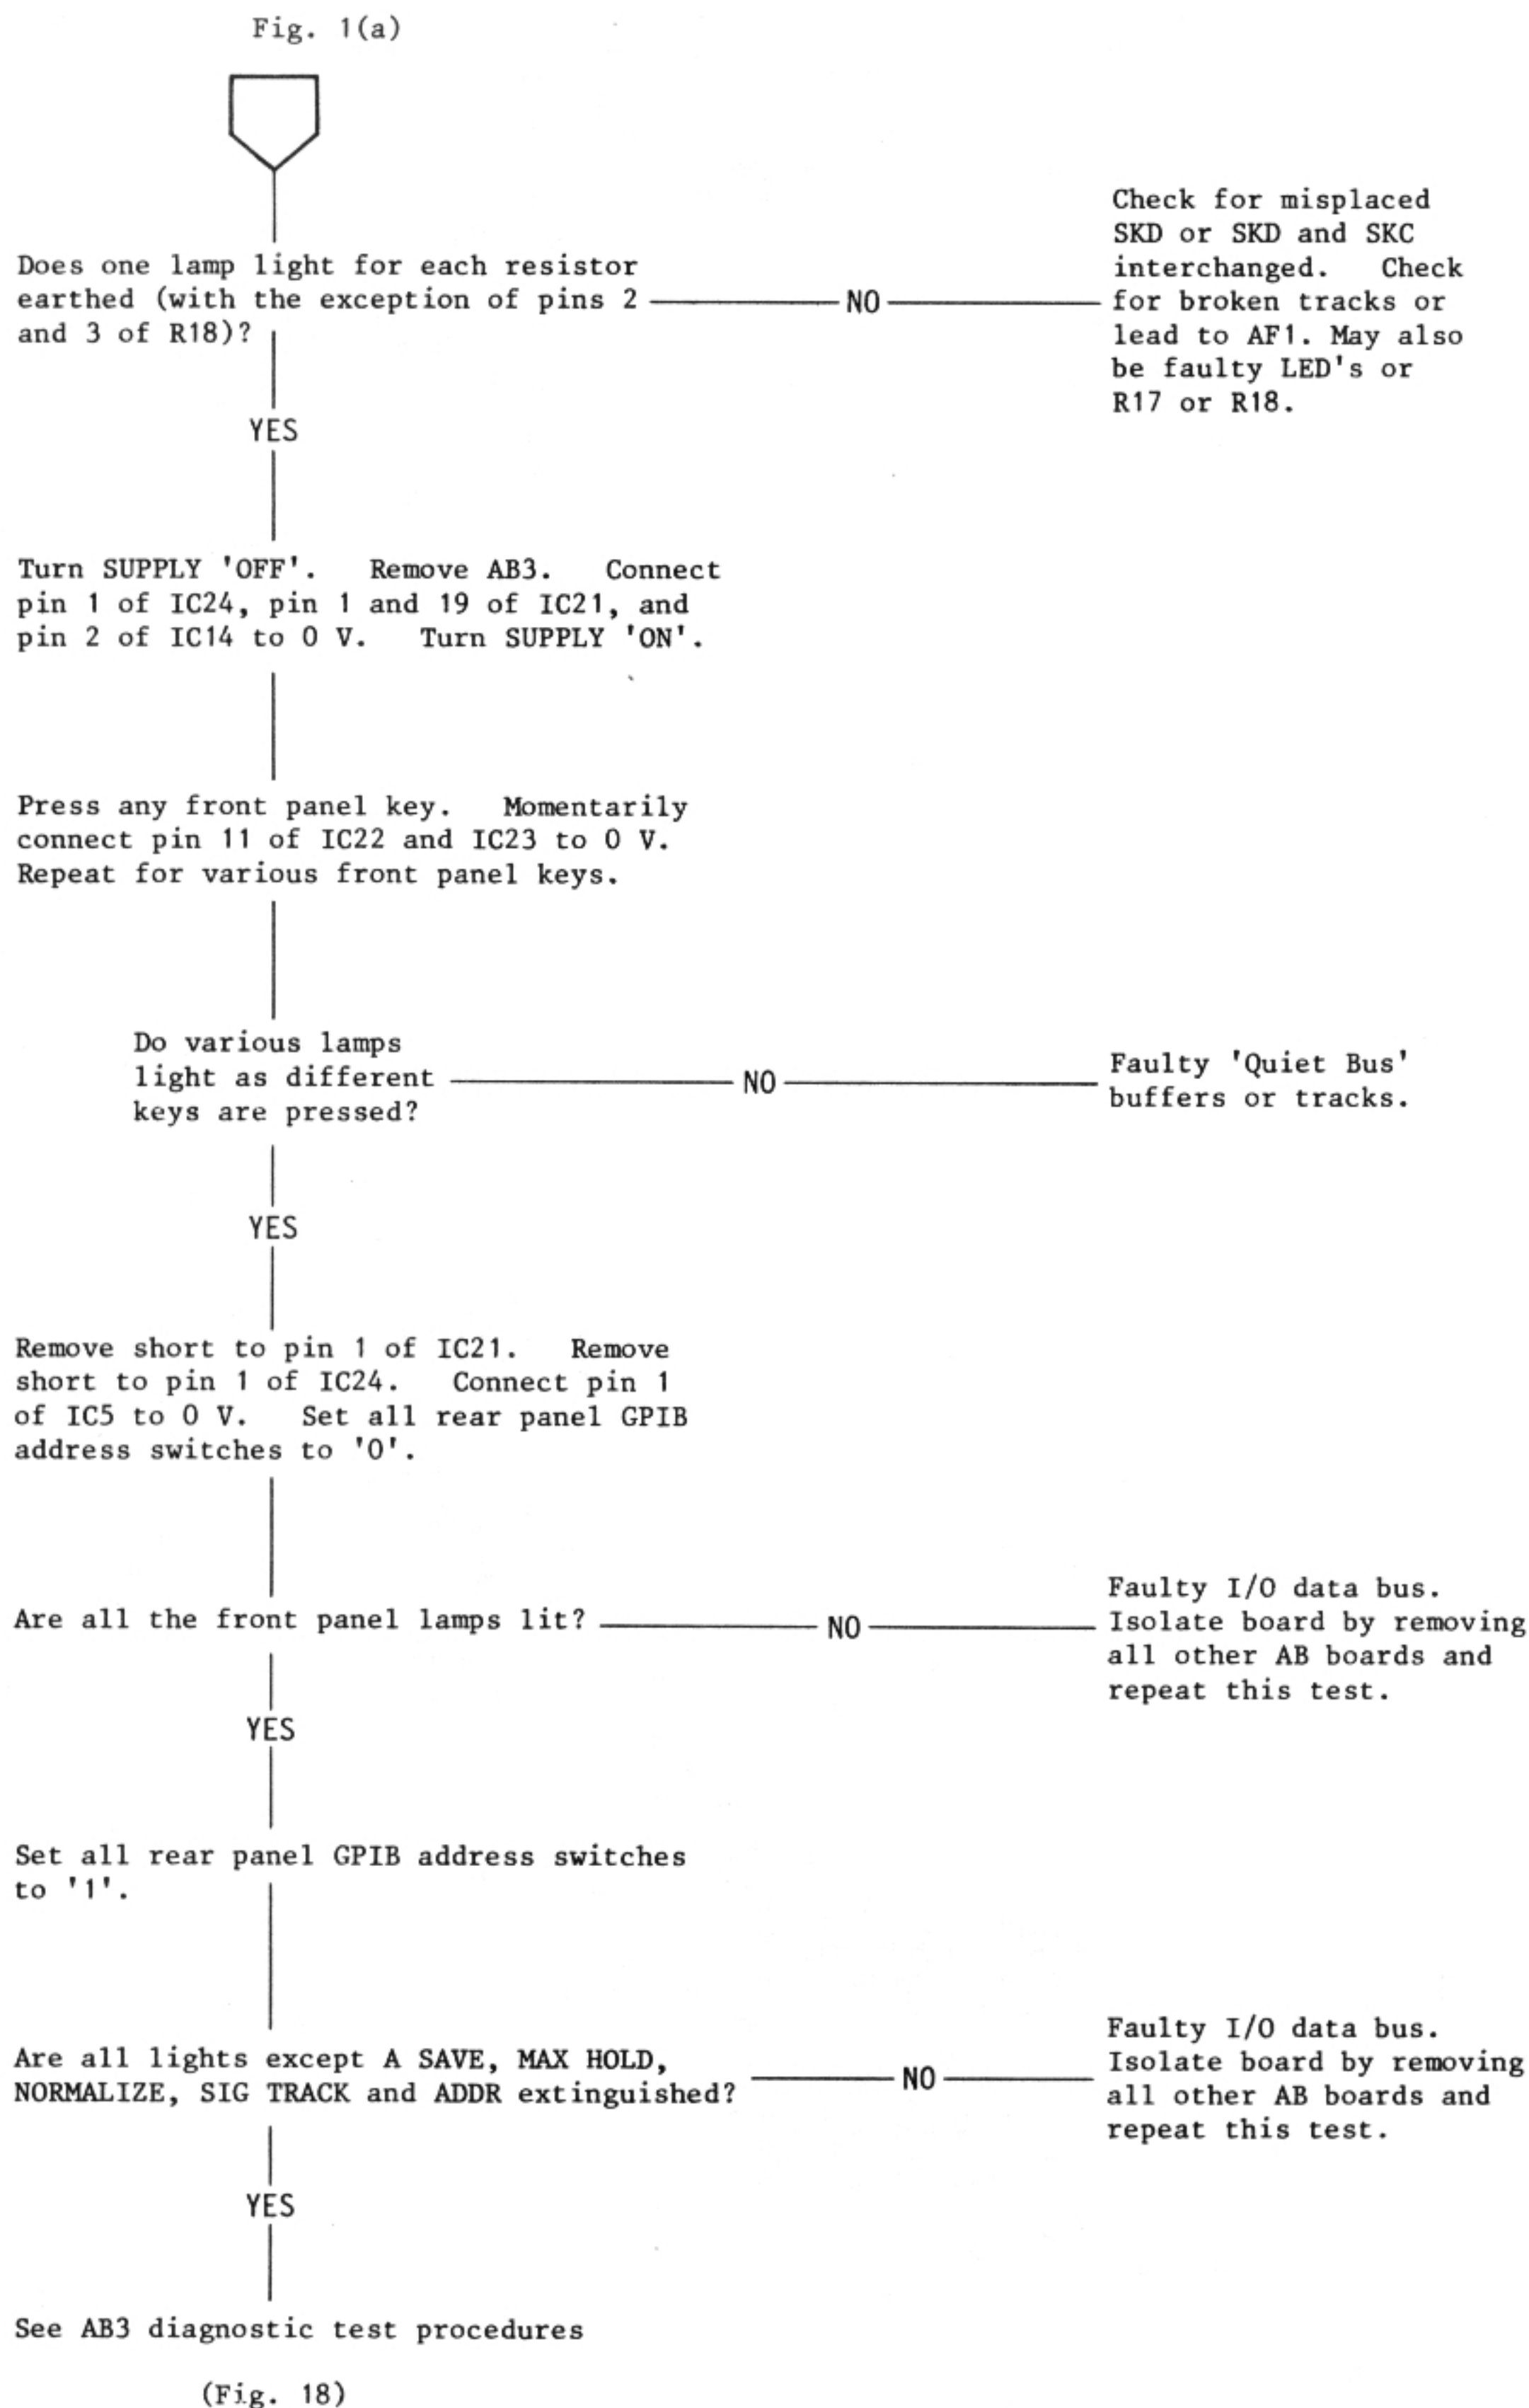 Fig. 1(a)
Does one lamp light for each resistor
earthed (with the exception of pins 2
and 3 of R18)?
NO
Check for misplaced
SKD or SKD and SKC
interchanged. Check
for broken tracks or
lead to AF1. May also
be faulty LED's or
R17 or R18.
YES
Turn SUPPLY 'OFF'. Remove AB3. Connect
pin 1 of IC24, pin 1 and 19 of IC21, and
pin 2 of IC14 to 0 V. Turn SUPPLY 'ON'.
Press any front panel key. Momentarily
connect pin 11 of IC22 and IC23 to 0 V.
Repeat for various front panel keys.
Do various lamps
light as different
keys are pressed?
NO
Faulty 'Quiet Bus'
buffers or tracks.
YES
Remove short to pin 1 of IC21. Remove
short to pin 1 of IC24. Connect pin 1
of IC5 to 0 V. Set all rear panel GPIB
address switches to '0'.
Are all the front panel lamps lit?
NO
Faulty I/O data bus.
Isolate board by removing
all other AB boards and
repeat this test.
YES
Set all rear panel GPIB address switches
to '1'.
Are all lights except A SAVE, MAX HOLD,
NORMALIZE, SIG TRACK and ADDR extinguished?
NO
Faulty I/O data bus.
Isolate board by removing
all other AB boards and
repeat this test.
YES
See AB3 diagnostic test procedures
(Fig. 18)